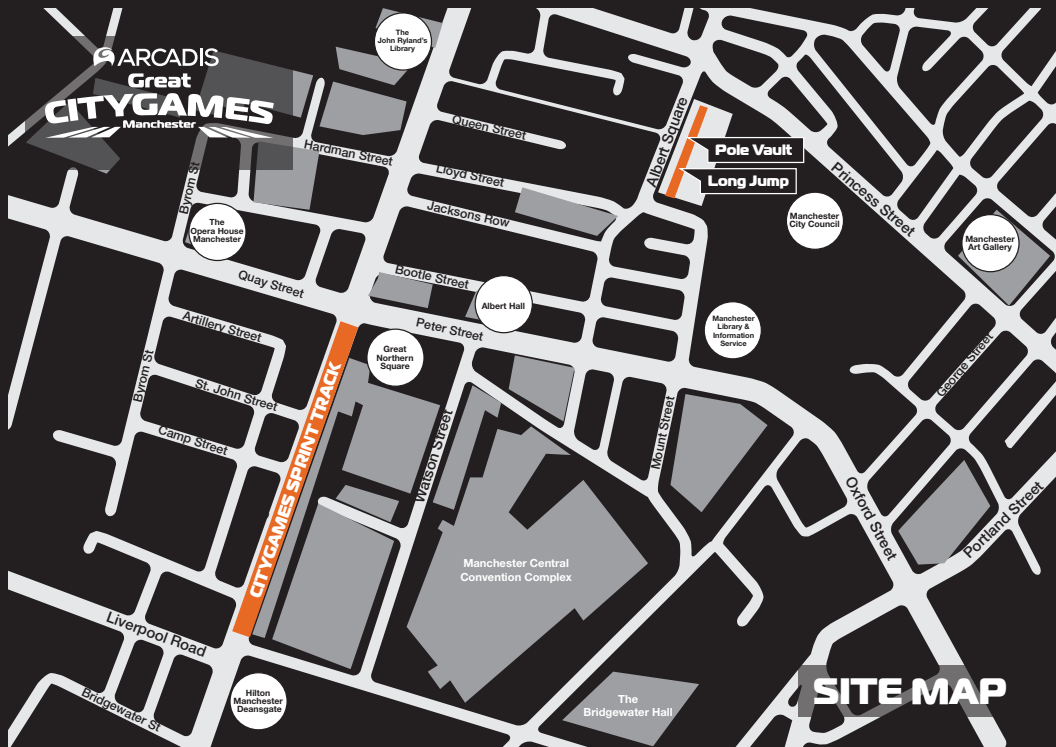 ARCADIS
Great
CITYGAMES
Manchester
The
John Ryland's
Library
Queen Street
Hardman Street
Lloyd Street
Jacksons Row
Albert Square
Pole Vault
Long Jump
Princess Street
Manchester
City Council
Manchester
Art Gallery
Byrom St
The
Opera House
Manchester
Quay Street
Bootle Street
Albert Hall
Peter Street
Manchester
Library &
Information
Service
Artillery Street
Great
Northern
Square
George Street
Byrom St
St. John Street
CITYGAMES SPRINT TRACK
Camp Street
Watson Street
Mount Street
Oxford Street
Portland Street
Manchester Central
Convention Complex
Liverpool Road
Bridgewater St
Hilton
Manchester
Deansgate
The
Bridgewater Hall
SITE MAP